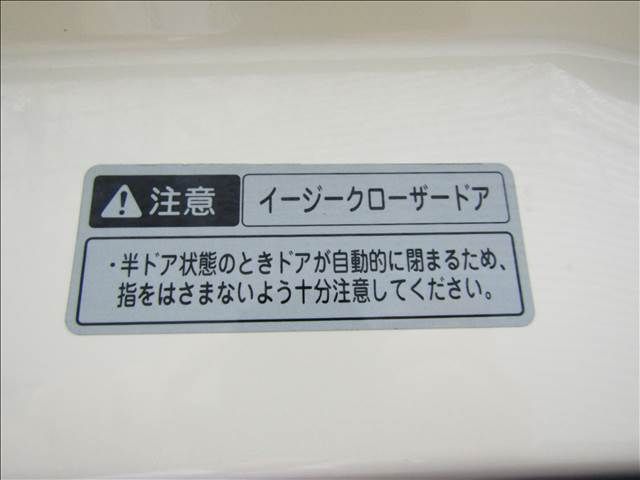 注意 イージークローザードア
・半ドア状態のときドアが自動的に閉まるため、
指をはさまないよう十分注意してください。